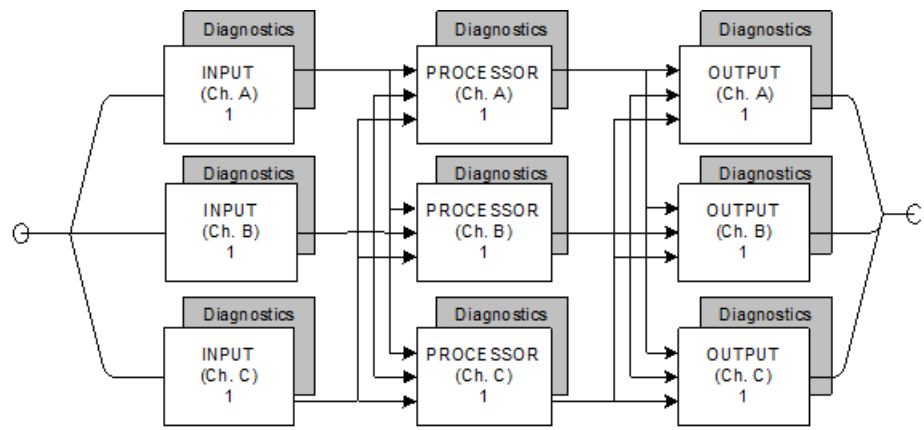 Diagnostics
Diagnostics
Diagnostics
INPUT
(Ch. A)
1
PROCESSOR
(Ch. A)
1
OUTPUT
(Ch. A)
1
Diagnostics
Diagnostics
Diagnostics
INPUT
(Ch. B)
1
PROCESSOR
(Ch. B)
1
OUTPUT
(Ch. B)
1
Diagnostics
Diagnostics
Diagnostics
INPUT
(Ch. C)
1
PROCESSOR
(Ch. C)
1
OUTPUT
(Ch. C)
1